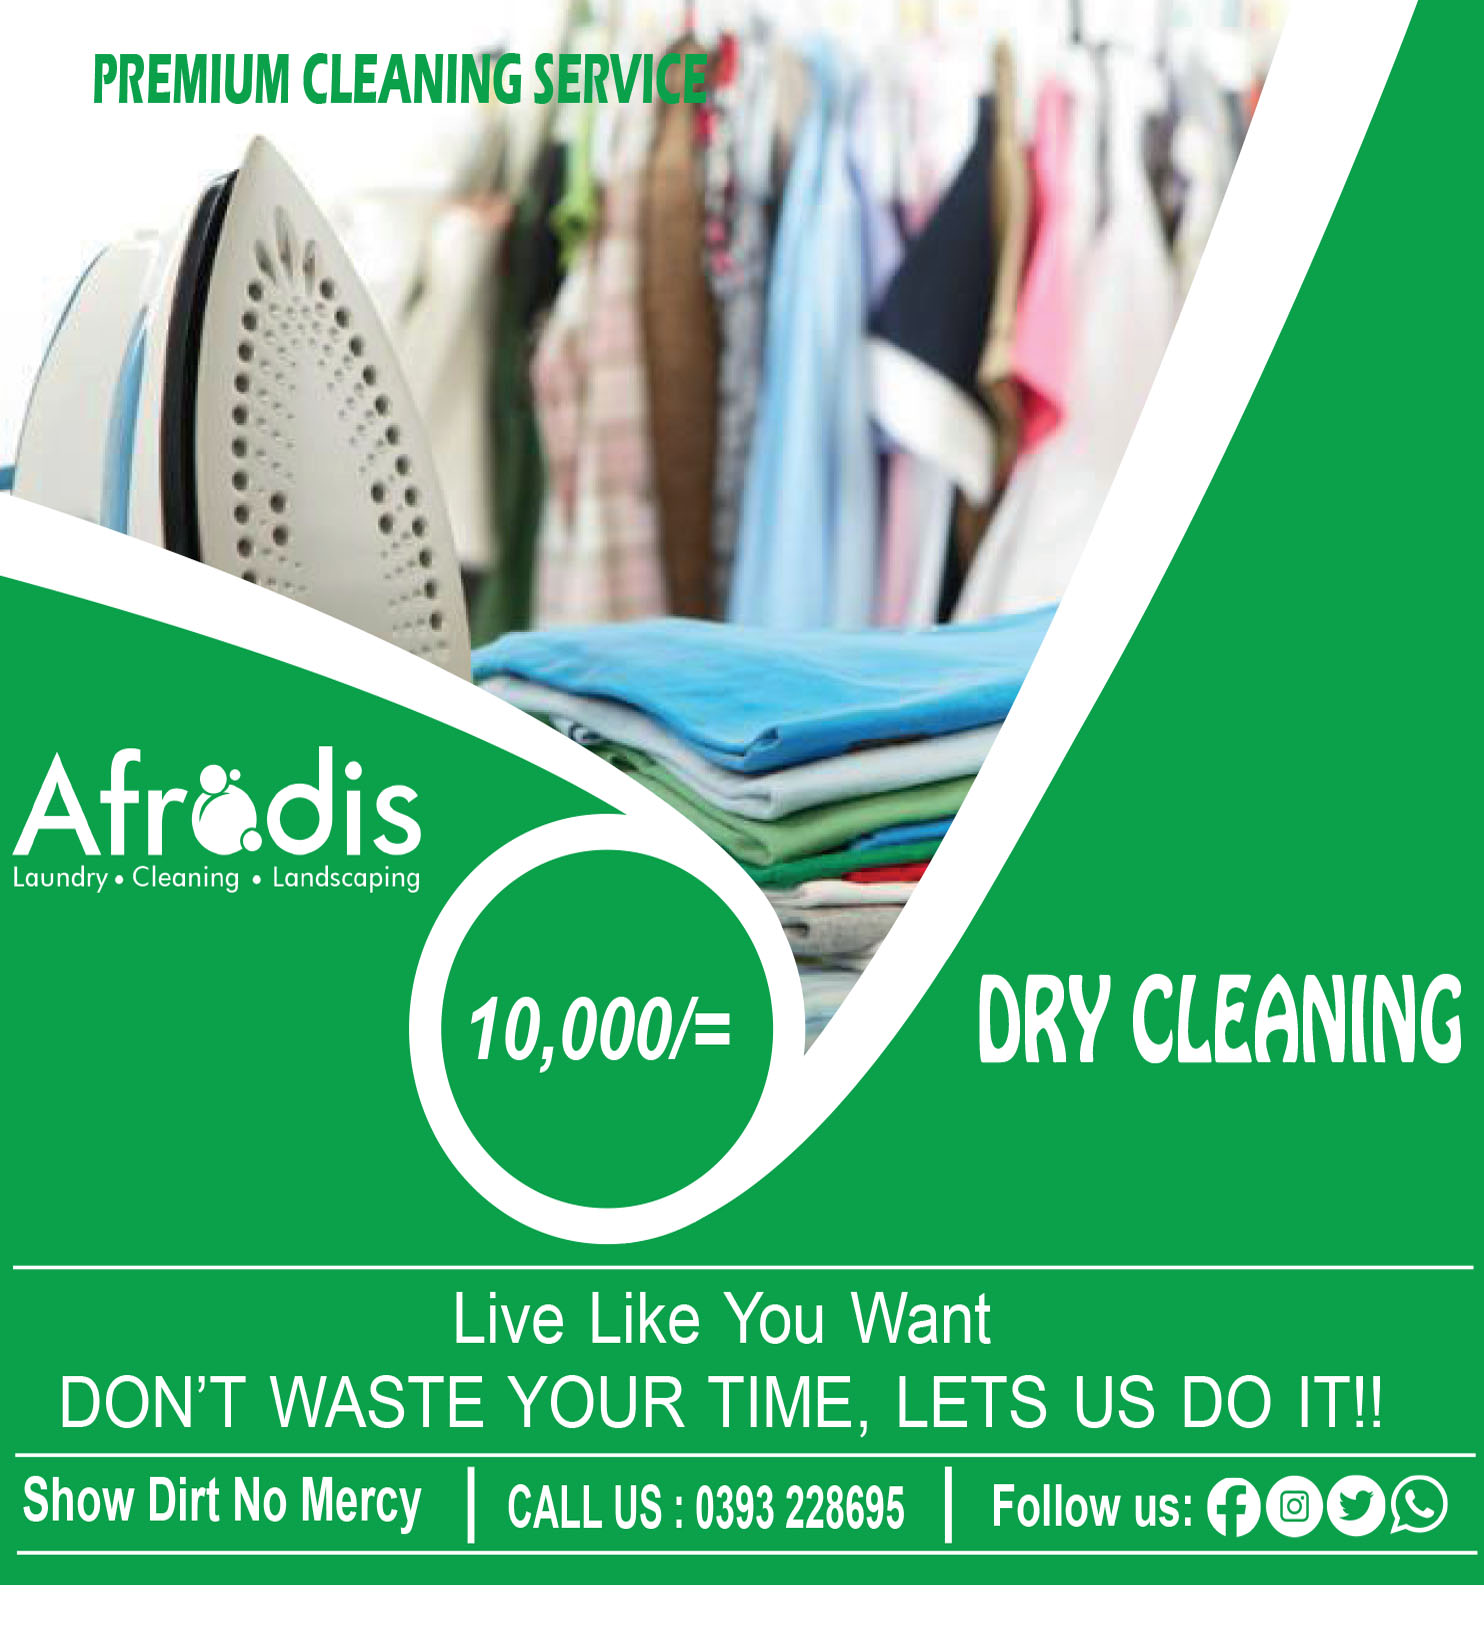 PREMIUM CLEANING SERVICE
Afrodis
Laundry • Cleaning • Landscaping
10,000/=
DRY CLEANING
Live Like You Want
DON’T WASTE YOUR TIME, LETS US DO IT!!
Show Dirt No Mercy
CALL US : 0393 228695
Follow us: